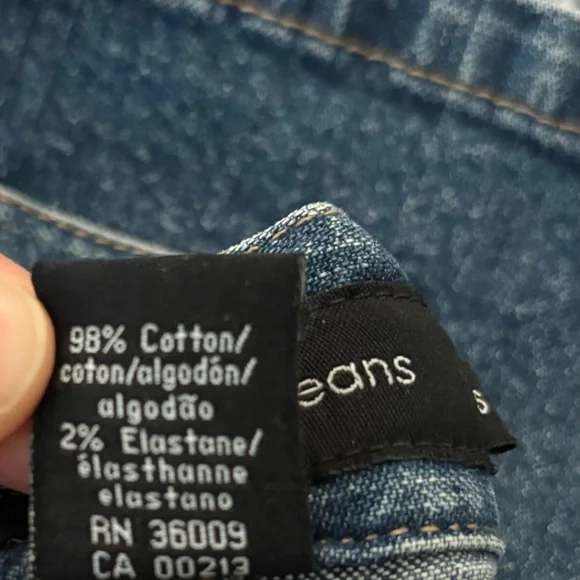 98% Cotton/
coton/algodón/
algodão
2% Elastane/
élasthanne
elastano
RN 36009
CA 00213
eans